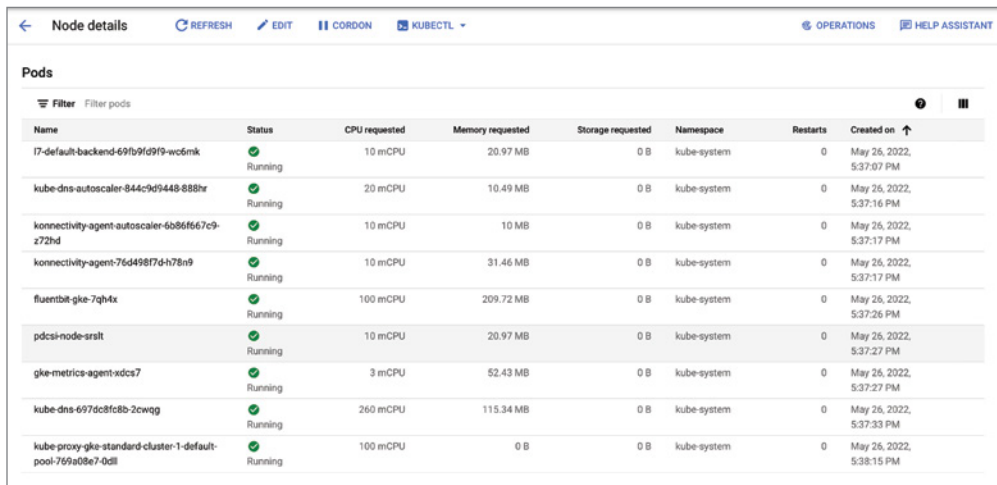 Node details REFRESH EDIT CORDON KUBECTL OPERATIONS HELP ASSISTANT
Pods
Filter Filter pods
Name Status CPU requested Memory requested Storage requested Namespace Restarts Created on
l7-default-backend-69fb9fd9f9-wc6mk 10 mCPU 20.97 MB 0 B kube-system 0 May 26, 2022,
Running 5:37:07 PM
kube-dns-autoscaler-844c9d9448-888hr 20 mCPU 10.49 MB 0 B kube-system 0 May 26, 2022,
Running 5:37:16 PM
konnectivity-agent-autoscaler-6b86f667c9- 10 mCPU 10 MB 0 B kube-system 0 May 26, 2022,
z72hd Running 5:37:17 PM
konnectivity-agent-76d498f7d-h78n9 10 mCPU 31.46 MB 0 B kube-system 0 May 26, 2022,
Running 5:37:17 PM
fluentbit-gke-7qh4x 100 mCPU 209.72 MB 0 B kube-system 0 May 26, 2022,
Running 5:37:26 PM
pdcsi-node-srslt 10 mCPU 20.97 MB 0 B kube-system 0 May 26, 2022,
Running 5:37:27 PM
gke-metrics-agent-xdcs7 3 mCPU 52.43 MB 0 B kube-system 0 May 26, 2022,
Running 5:37:27 PM
kube-dns-697dc8fc8b-2cwqg 260 mCPU 115.34 MB 0 B kube-system 0 May 26, 2022,
Running 5:37:33 PM
kube-proxy-gke-standard-cluster-1-default- 100 mCPU 0 B 0 B kube-system 0 May 26, 2022,
pool-769a08e7-0dll Running 5:38:15 PM